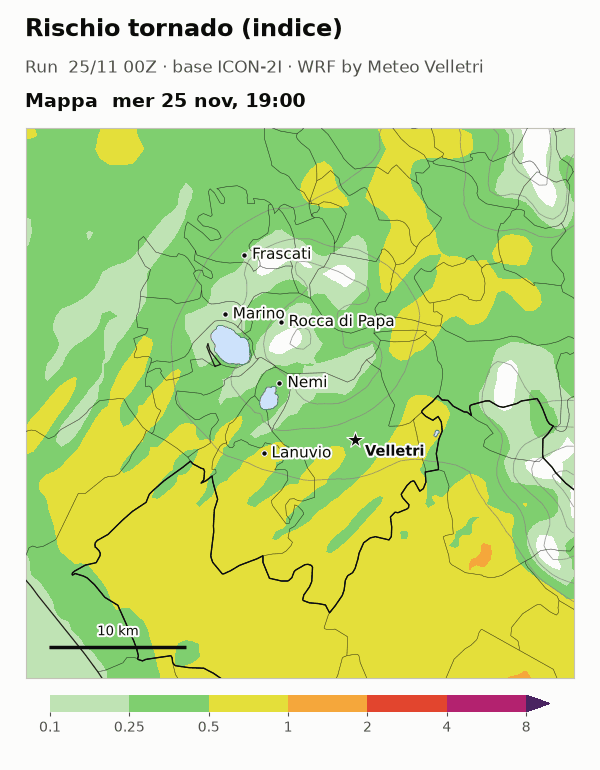 Rischio tornado (indice)
Run  25/11 00Z · base ICON-2I · WRF by Meteo Velletri
Mappa  mer 25 nov, 19:00
Frascati
Marino
Rocca di Papa
Nemi
Velletri
Lanuvio
10 km
0.1 0.25 0.5 1 2 4 8